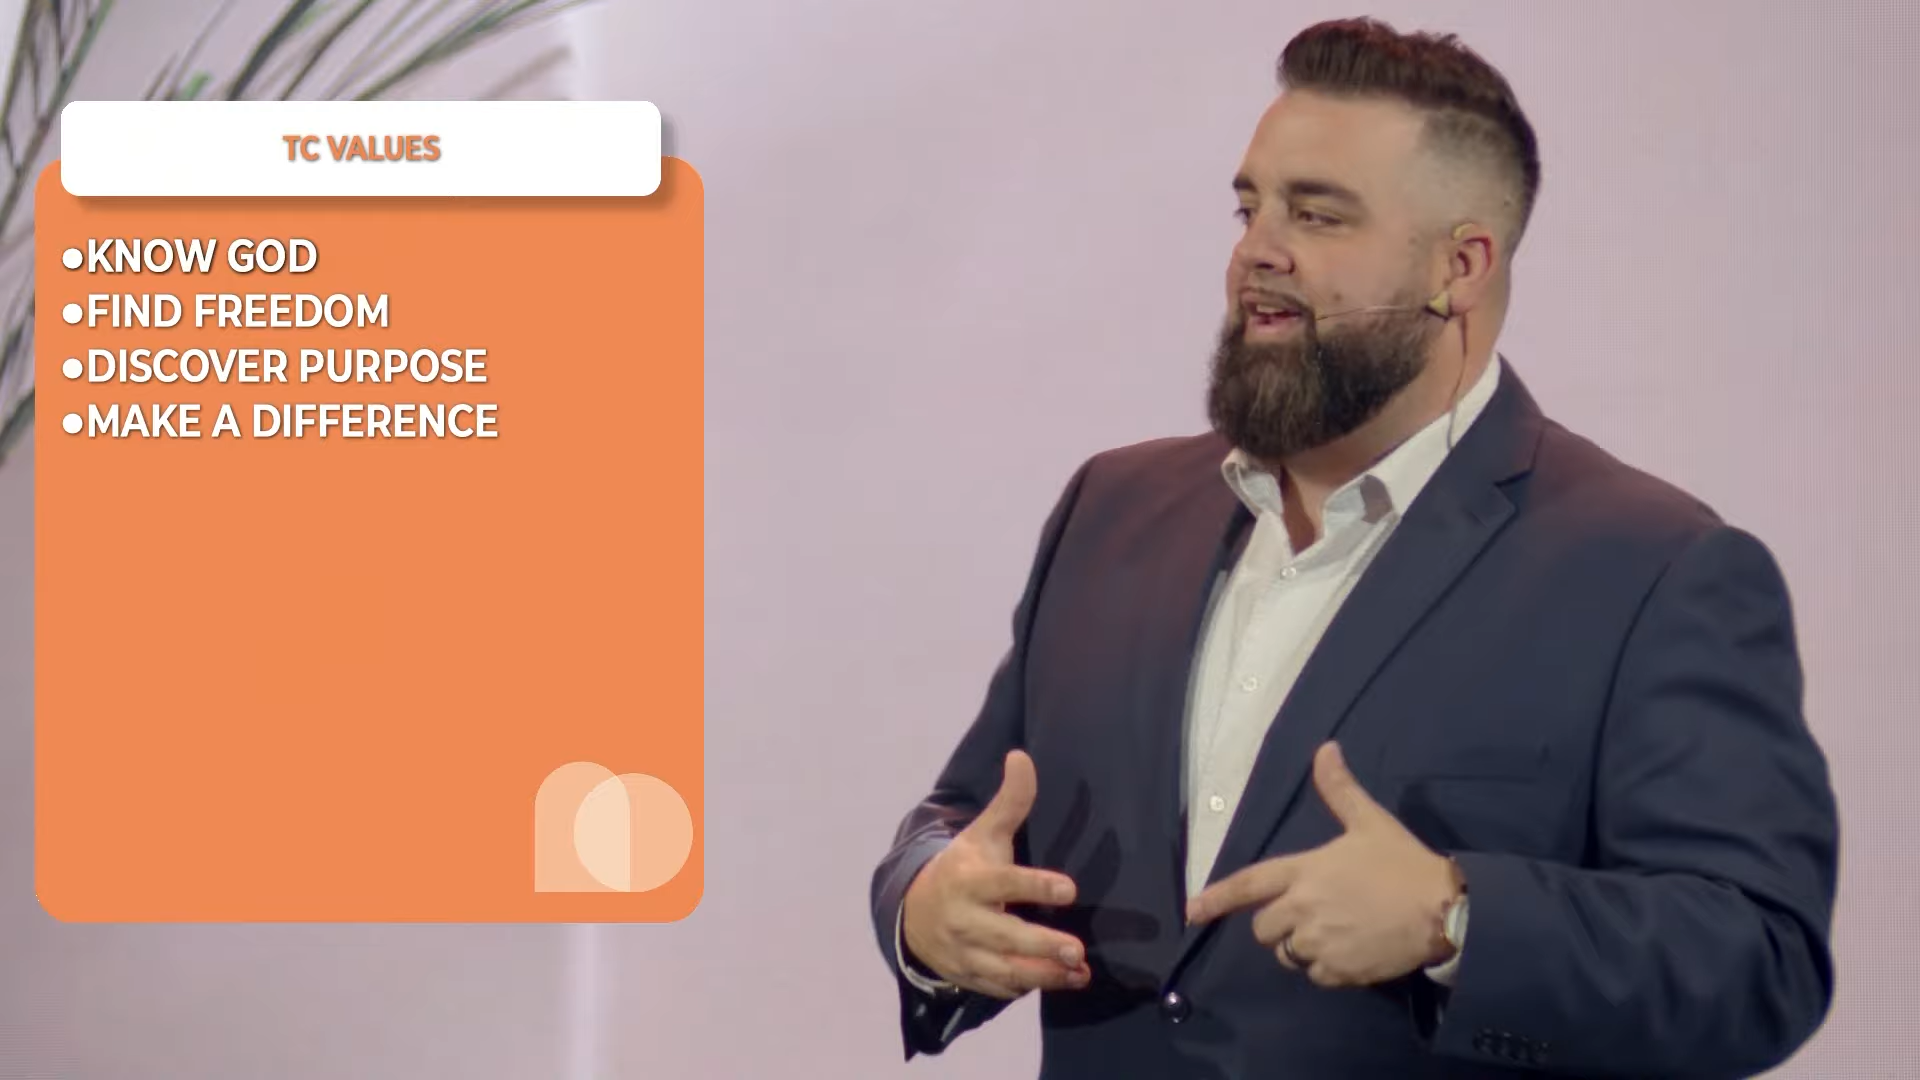 TC VALUES
●KNOW GOD
●FIND FREEDOM
●DISCOVER PURPOSE
●MAKE A DIFFERENCE